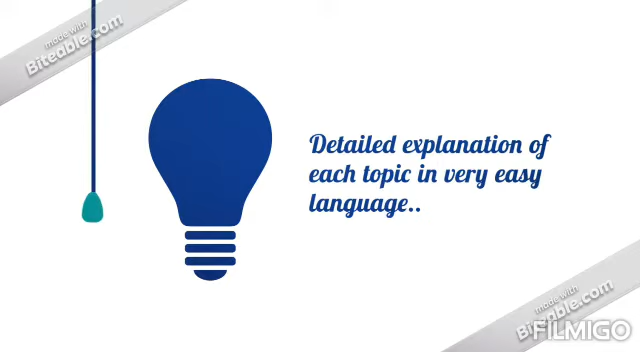 made with
Biteable.com
Detailed explanation of
each topic in very easy
language..
made with
Biteable.com
FILMIGO